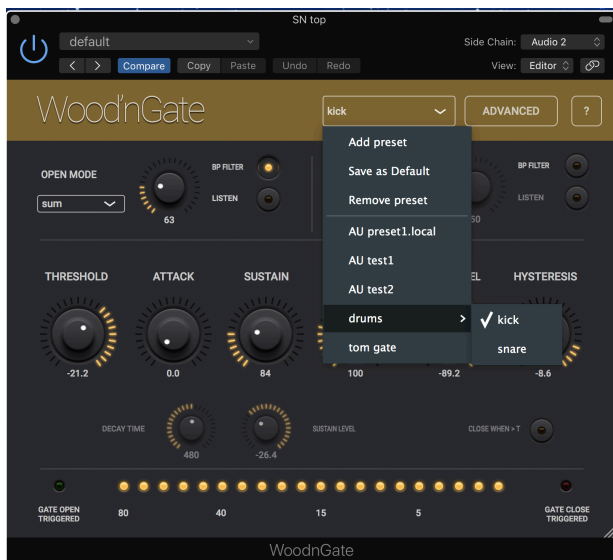 SN top
default
Side Chain: Audio 2
Compare Copy Paste Undo Redo
View: Editor
Wood'nGate
kick
ADVANCED
?
Add preset
Save as Default
Remove preset
AU preset1.local
AU test1
AU test2
drums
tom gate
kick
snare
OPEN MODE
sum
63
BP FILTER
LISTEN
BP FILTER
LISTEN
THRESHOLD ATTACK SUSTAIN HYSTERESIS
-21.2 0.0 84 100 -89.2 -8.6
DECAY TIME
480
-26.4
SUSTAIN LEVEL
CLOSE WHEN > T
GATE OPEN
TRIGGERED
80 40 15 5
GATE CLOSE
TRIGGERED
WoodnGate